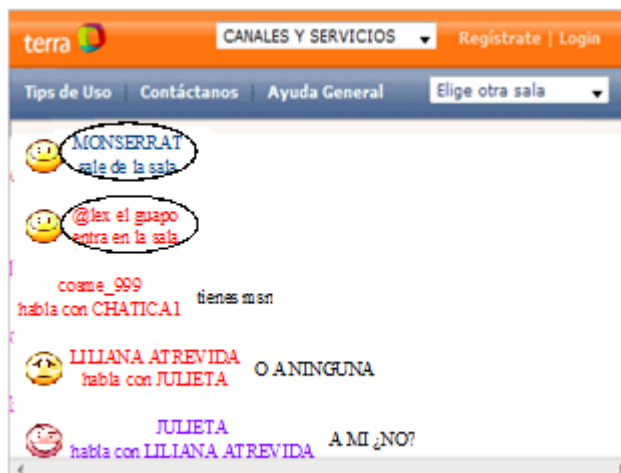 terra
CANALES Y SERVICIOS
Regístrate | Login
Tips de Uso | Contáctanos | Ayuda General
Elige otra sala
MONSERRAT
sale de la sala
@lex el guapo
entra en la sala
cosme_999
habla con CHATICA1
tienes msn
LILIANA ATREVIDA
habla con JULIETA
O A NINGUNA
JULIETA
habla con LILIANA ATREVIDA
A MI ¿NO?